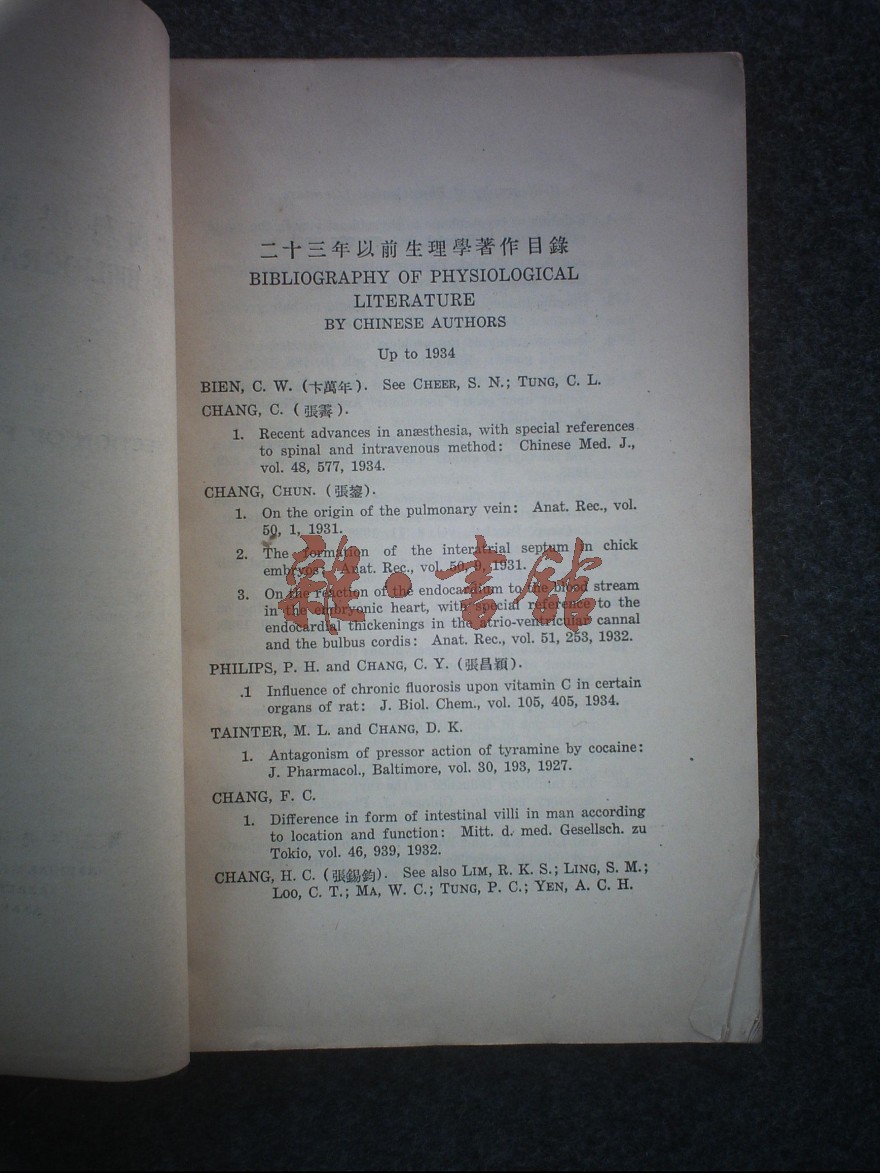 二十三年以前生理學著作目錄
BIBLIOGRAPHY OF PHYSIOLOGICAL
LITERATURE
BY CHINESE AUTHORS
Up to 1934
BIEN, C. W. (卞萬年). See CHEER, S. N.; TUNG, C. L.
CHANG, C. (張霽).
1. Recent advances in anæsthesia, with special references
to spinal and intravenous method: Chinese Med. J.,
vol. 48, 577, 1934.
CHANG, CHUN. (張鋆).
1. On the origin of the pulmonary vein: Anat. Rec., vol.
50, 1, 1931.
2. The formation of the interatrial septum in chick
embryos: Anat. Rec., vol. 50, 9, 1931.
3. On the reaction of the endocardium to the blood stream
in the embryonic heart, with special reference to the
endocardial thickenings in the atrio-ventricular cannal
and the bulbus cordis: Anat. Rec., vol. 51, 253, 1932.
PHILIPS, P. H. and CHANG, C. Y. (張昌穎).
.1 Influence of chronic fluorosis upon vitamin C in certain
organs of rat: J. Biol. Chem., vol. 105, 405, 1934.
TAINTER, M. L. and CHANG, D. K.
1. Antagonism of pressor action of tyramine by cocaine:
J. Pharmacol., Baltimore, vol. 30, 193, 1927.
CHANG, F. C.
1. Difference in form of intestinal villi in man according
to location and function: Mitt. d. med. Gesellsch. zu
Tokio, vol. 46, 939, 1932.
CHANG, H. C. (張錫鈞). See also LIM, R. K. S.; LING, S. M.;
LOO, C. T.; MA, W. C.; TUNG, P. C.; YEN, A. C. H.
雜·書館